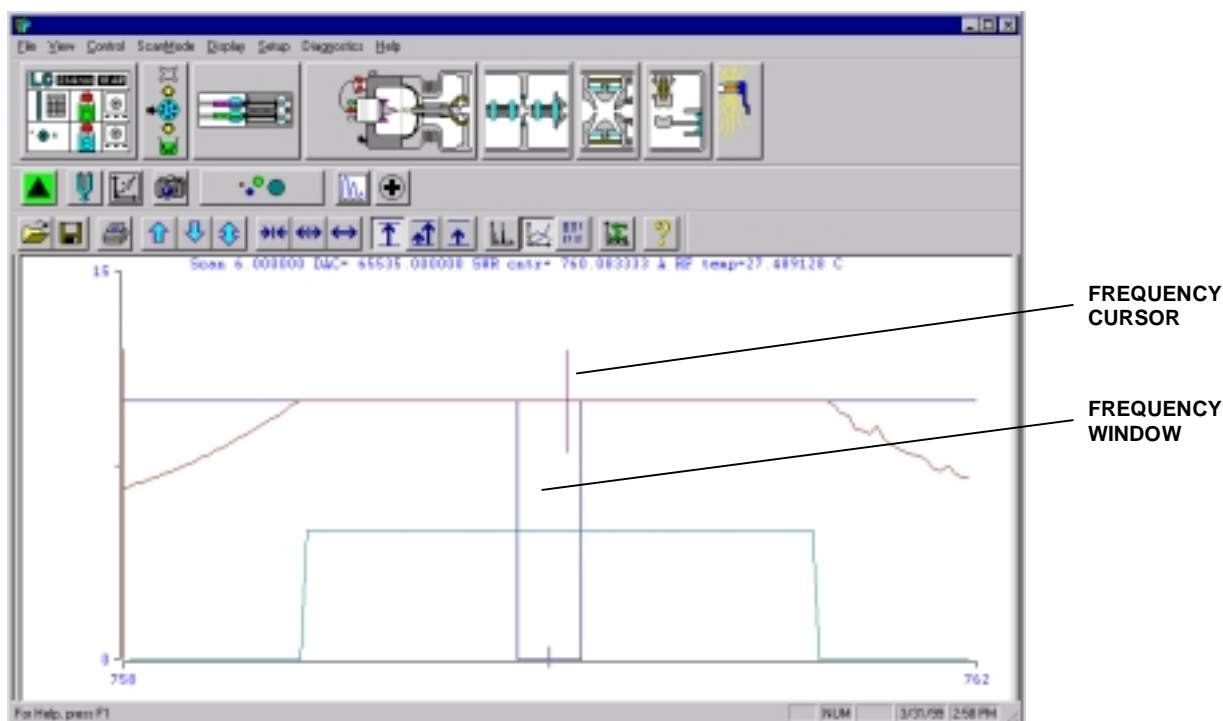 File View Control ScanMode Display Setup Diagnostics Help
LC
Scan 6.000000 DAC= 65535.000000 SWR cntr= 760.083333 A RF temp=27.489128 C
15
FREQUENCY
CURSOR
FREQUENCY
WINDOW
0
758
762
For Help, press F1
NUM
3/31/99
2:58 PM